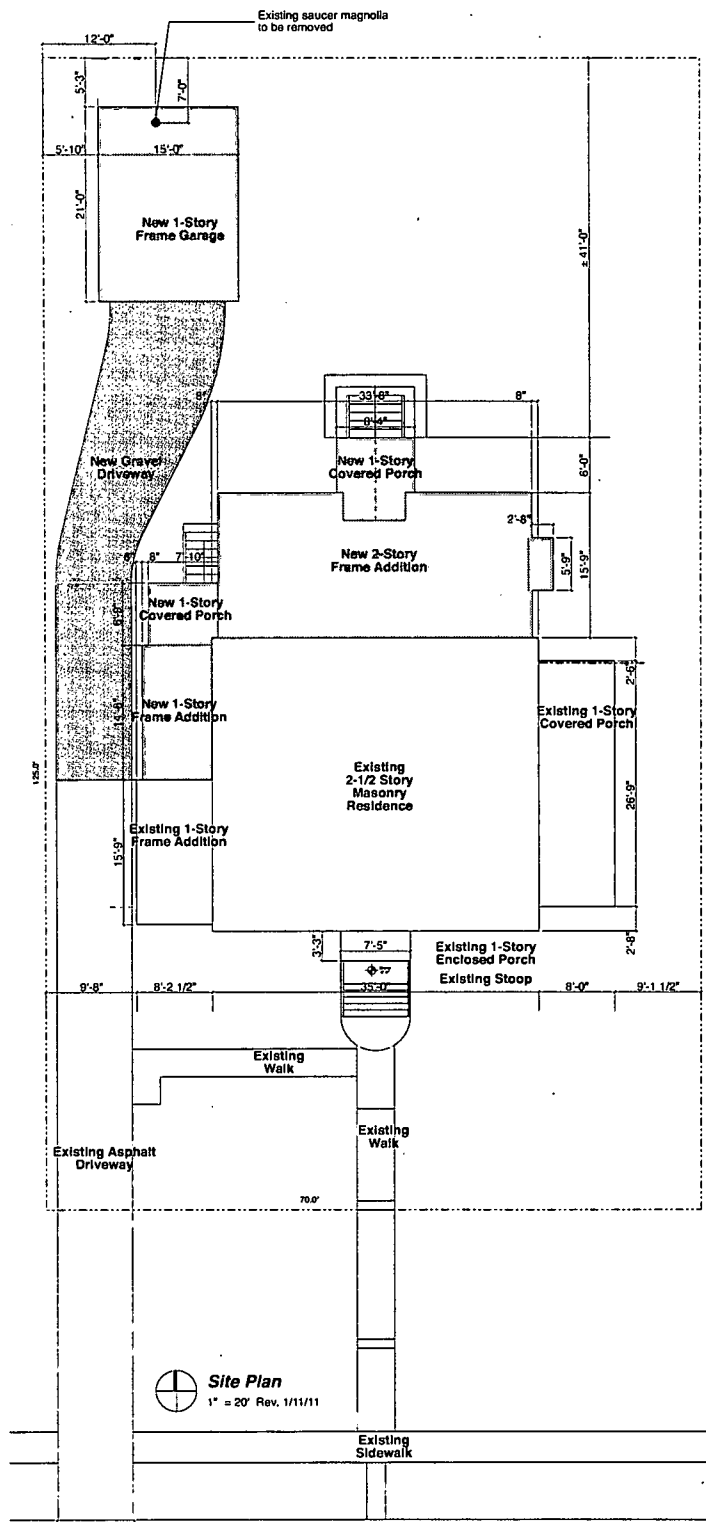 Existing saucer magnolia
to be removed
12'-0"
5'-3"
7'-0"
5'-10"
15'-0"
21'-0"
New 1-Story
Frame Garage
± 41'-0"
8"
33'-8"
8"
8'-4"
New Gravel
Driveway
New 1-Story
Covered Porch
6'-0"
2'-8"
New 2-Story
Frame Addition
5'-9"
15'-9"
8"
7'-10"
New 1-Story
Covered Porch
2'-6"
New 1-Story
Frame Addition
Existing 1-Story
Covered Porch
125.0'
Existing
2-1/2 Story
Masonry
Residence
26'-9"
Existing 1-Story
Frame Addition
15'-9"
3'-3"
7'-5"
Existing 1-Story
Enclosed Porch
2'-8"
Existing Stoop
9'-8"
8'-2 1/2"
35'-0"
8'-0"
9'-1 1/2"
Existing
Walk
Existing
Walk
Existing Asphalt
Driveway
70.0'
Site Plan
1" = 20' Rev. 1/11/11
Existing
Sidewalk